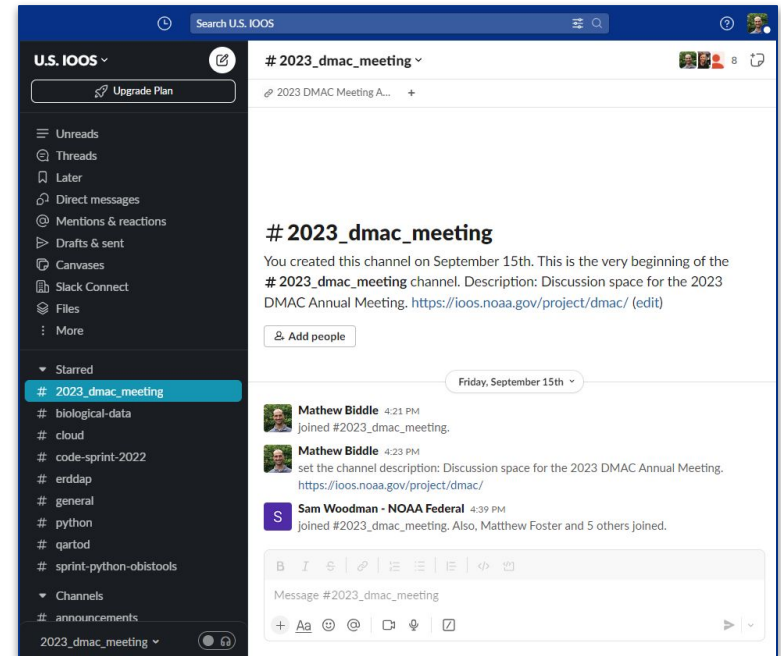 Search U.S. IOOS
U.S. IOOS
Upgrade Plan
Unreads
Threads
Later
Direct messages
Mentions & reactions
Drafts & sent
Canvases
Slack Connect
Files
More
Starred
# 2023_dmac_meeting
# biological-data
# cloud
# code-sprint-2022
# erddap
# general
# python
# qartod
# sprint-python-obistools
Channels
# announcements
2023_dmac_meeting
# 2023_dmac_meeting
8
2023 DMAC Meeting A... +
# 2023_dmac_meeting
You created this channel on September 15th. This is the very beginning of the
# 2023_dmac_meeting channel. Description: Discussion space for the 2023
DMAC Annual Meeting. https://ioos.noaa.gov/project/dmac/ (edit)
Add people
Friday, September 15th
Mathew Biddle 4:21 PM
joined #2023_dmac_meeting.
Mathew Biddle 4:23 PM
set the channel description: Discussion space for the 2023 DMAC Annual Meeting.
https://ioos.noaa.gov/project/dmac/
S
Sam Woodman - NOAA Federal 4:39 PM
joined #2023_dmac_meeting. Also, Matthew Foster and 5 others joined.
B I S
Message #2023_dmac_meeting
+ Aa @